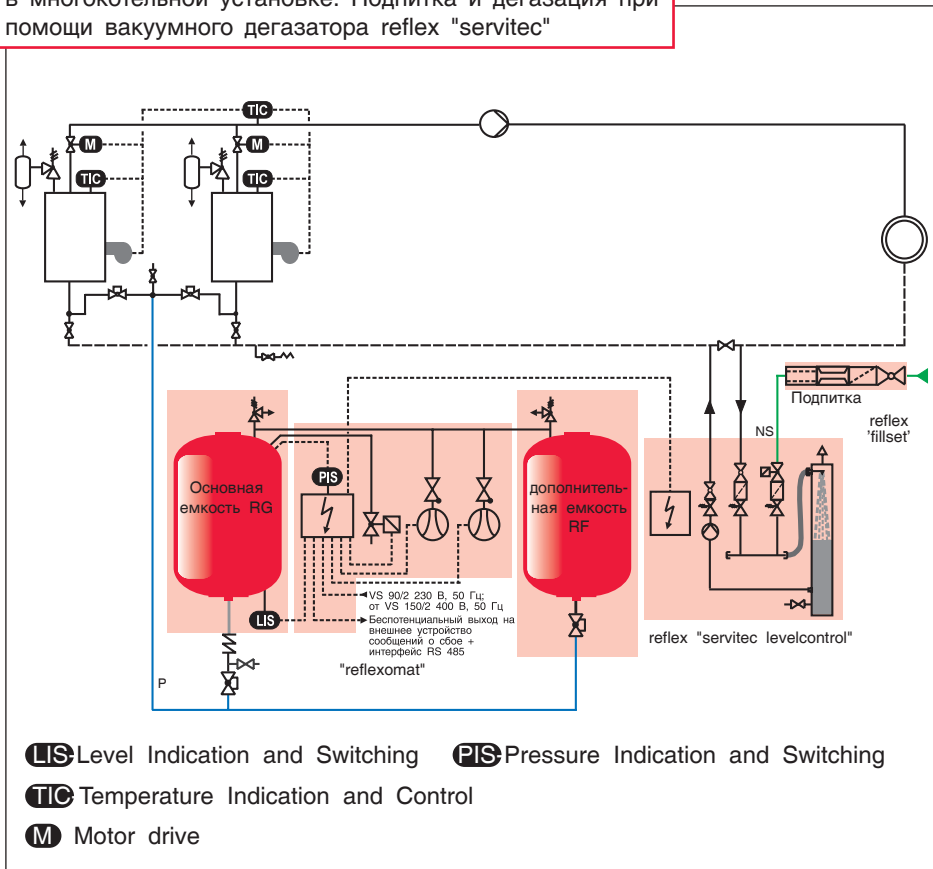 в многокотельной установке. Подпитка и дегазация при
помощи вакуумного дегазатора reflex "servitec"
TIC
M
M
TIC
TIC
Подпитка
reflex
'fillset'
NS
PIS
Основная
емкость RG
дополнитель-
ная емкость
RF
LIS
VS 90/2 230 В, 50 Гц;
от VS 150/2 400 В, 50 Гц
Беспотенциальный выход на
внешнее устройство
сообщений о сбое +
интерфейс RS 485
"reflexomat"
reflex "servitec levelcontrol"
P
LIS Level Indication and Switching
PIS Pressure Indication and Switching
TIC Temperature Indication and Control
M Motor drive